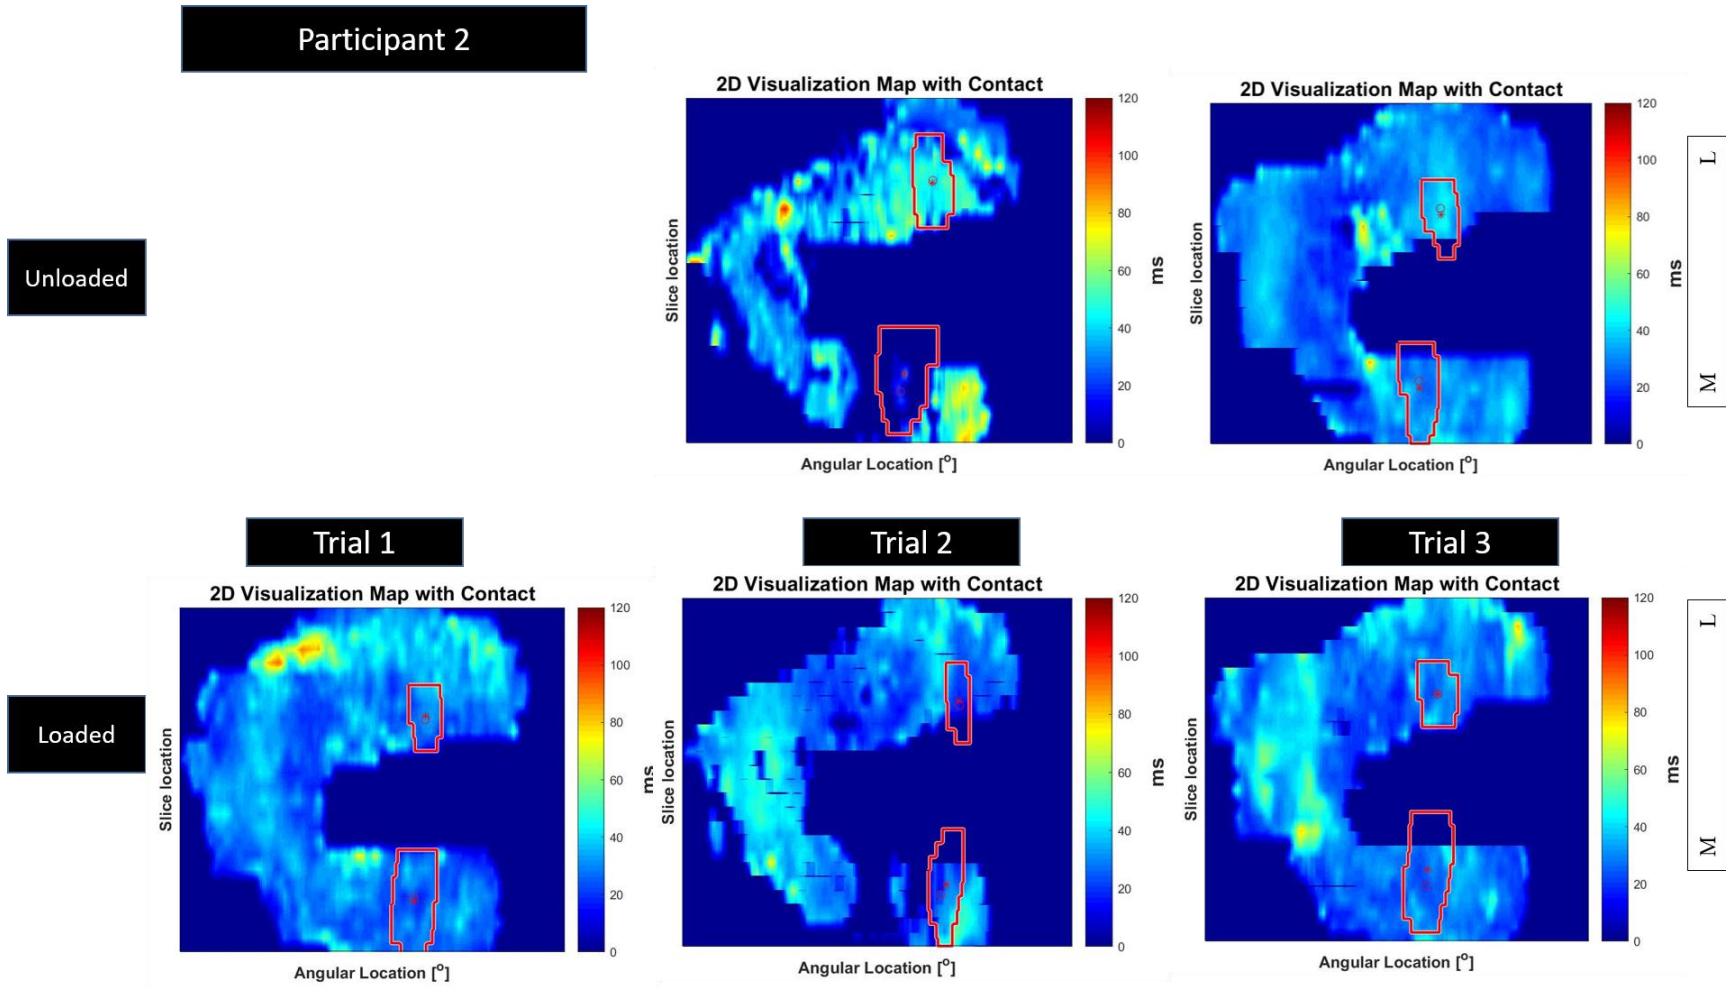 Participant 2
Unloaded
2D Visualization Map with Contact
Slice location
Angular Location [o]
120
100
80
60
40
20
0
ms
2D Visualization Map with Contact
Slice location
Angular Location [o]
120
100
80
60
40
20
0
ms
L
M
Trial 1
Trial 2
Trial 3
Loaded
2D Visualization Map with Contact
Slice location
Angular Location [o]
120
100
80
60
40
20
0
ms
2D Visualization Map with Contact
Slice location
Angular Location [o]
120
100
80
60
40
20
0
ms
2D Visualization Map with Contact
Slice location
Angular Location [o]
120
100
80
60
40
20
0
ms
L
M